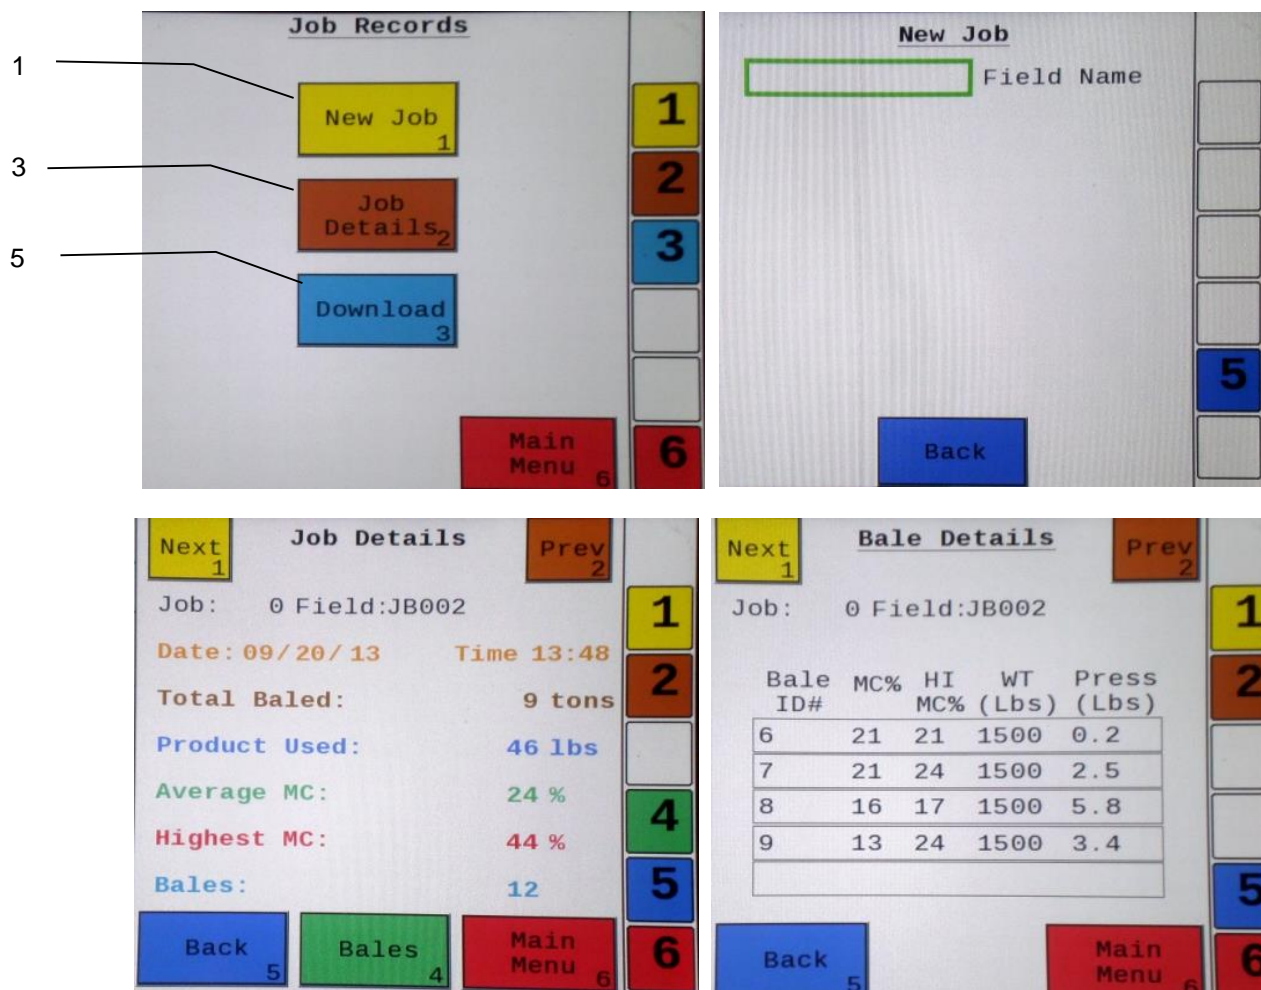 Job Records
1
New Job
1
1
3
Job
Details
2
2
5
Download
3
3
Main
Menu
6
6
New Job
Field Name
5
Back
Next
1
Job Details
Prev
2
Job: 0 Field:JB002
1
Date: 09/20/13 Time 13:48
2
Total Baled: 9 tons
Product Used: 46 lbs
Average MC: 24 %
4
Highest MC: 44 %
Bales: 12
5
Back
5
Bales
4
Main
Menu
6
6
Next
1
Bale Details
Prev
2
Job: 0 Field:JB002
1
2
Bale MC% HI WT Press
ID# MC% (Lbs) (Lbs)
6 21 21 1500 0.2
7 21 24 1500 2.5
8 16 17 1500 5.8
9 13 24 1500 3.4
5
Back
5
Main
Menu
6
6